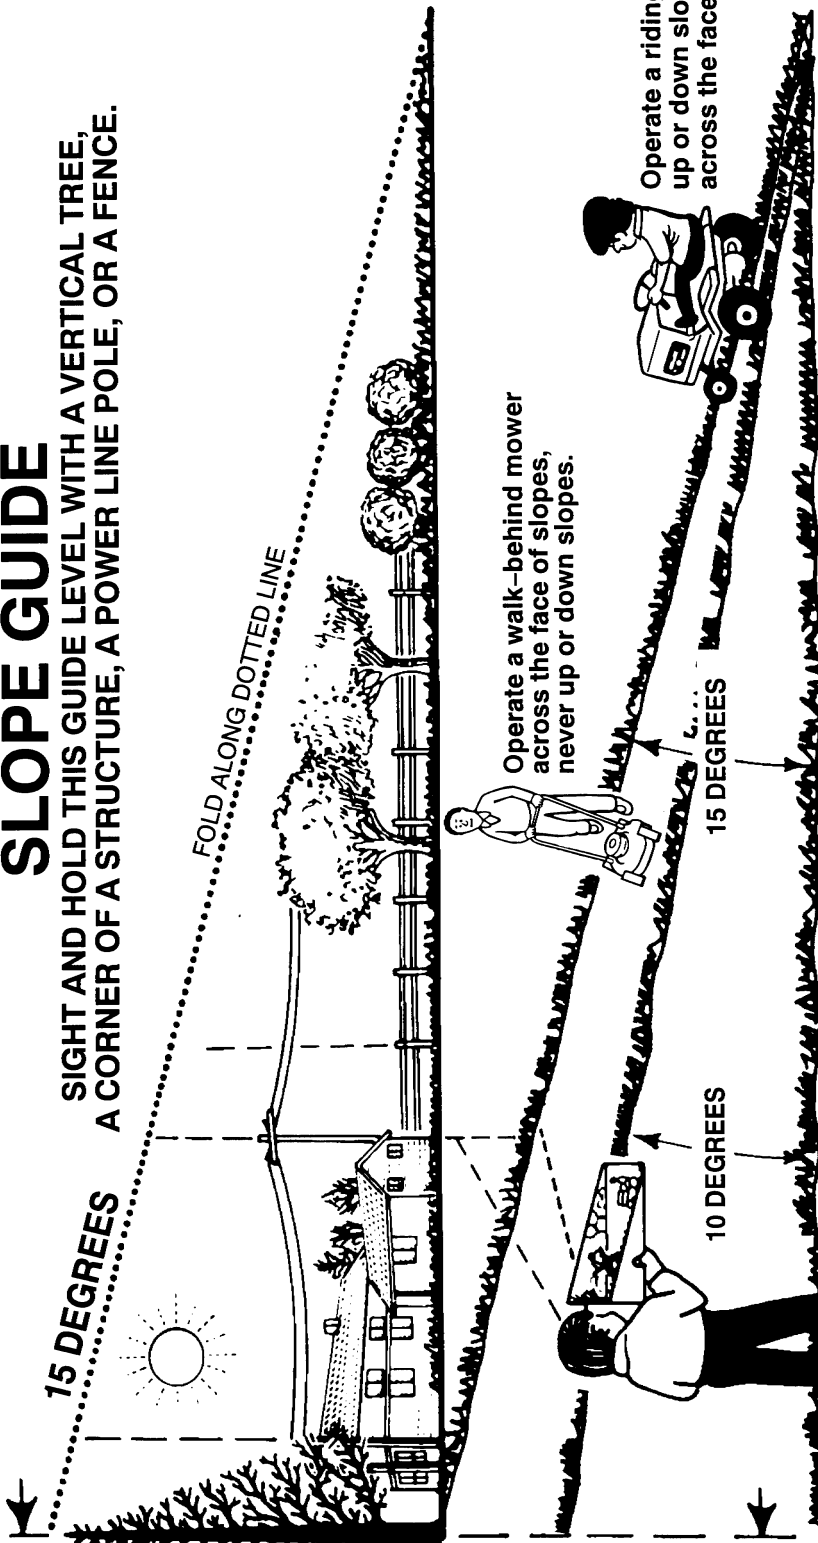 SLOPE GUIDE
SIGHT AND HOLD THIS GUIDE LEVEL WITH A VERTICAL TREE,
A CORNER OF A STRUCTURE, A POWER LINE POLE, OR A FENCE.
15 DEGREES
FOLD ALONG DOTTED LINE
Operate a walk-behind mower
across the face of slopes,
never up or down slopes.
Operate a riding
up or down
across the face
15 DEGREES
10 DEGREES